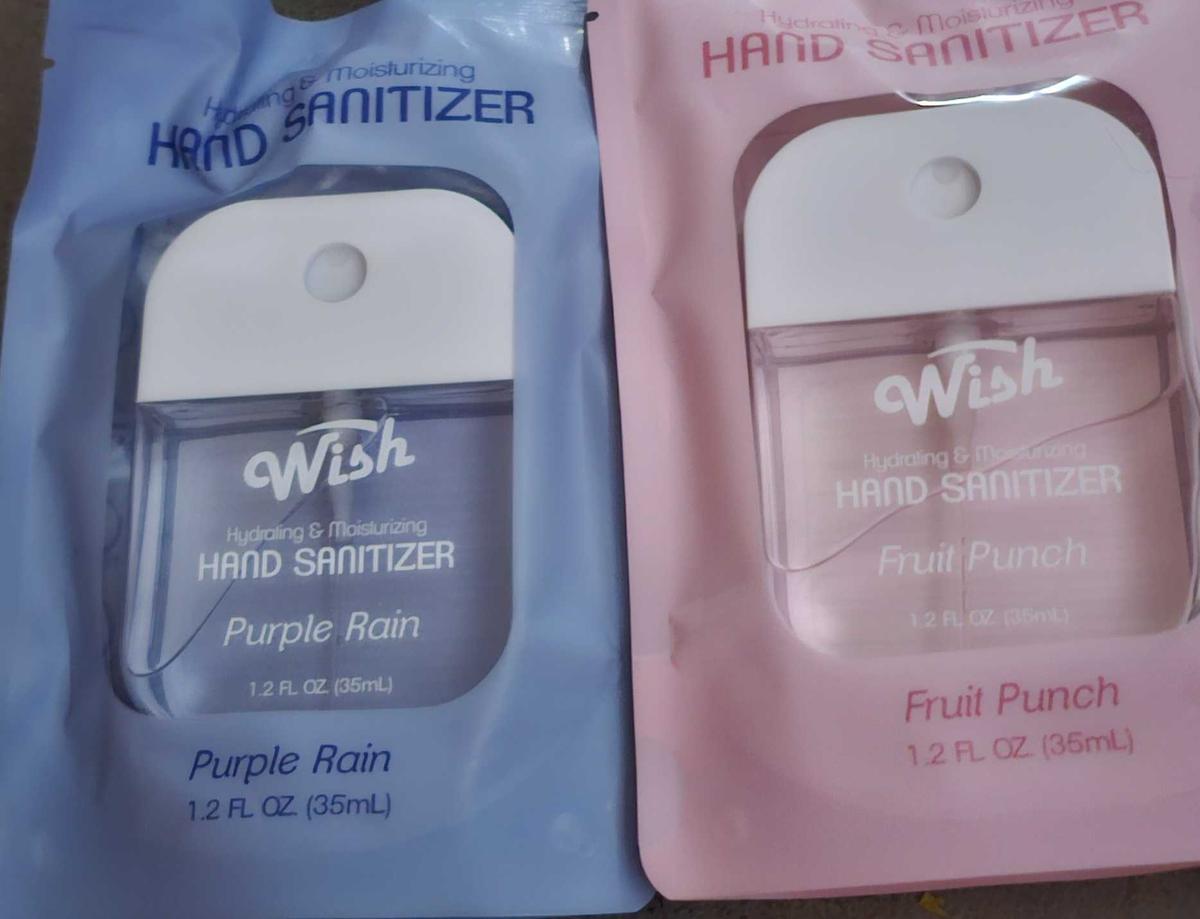 Hydrating & Moisturizing
HAND SANITIZER
Wish
Hydrating & Moisturizing
HAND SANITIZER
Purple Rain
1.2 FL OZ. (35mL)
Purple Rain
1.2 FL OZ. (35mL)
Hydrating & Moisturizing
HAND SANITIZER
Wish
Hydrating & Moisturizing
HAND SANITIZER
Fruit Punch
1.2 FL OZ. (35mL)
Fruit Punch
1.2 FL OZ. (35mL)